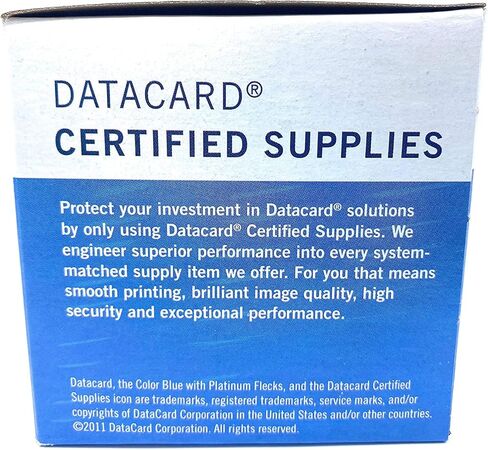 DATACARD®
CERTIFIED SUPPLIES
Protect your investment in Datacard® solutions
by only using Datacard® Certified Supplies. We
engineer superior performance into every system-
matched supply item we offer. For you that means
smooth printing, brilliant image quality, high
security and exceptional performance.
Datacard, the Color Blue with Platinum Flecks, and the Datacard Certified
Supplies icon are trademarks, registered trademarks, service marks, and/or
copyrights of DataCard Corporation in the United States and/or other countries.
©2011 DataCard Corporation. All rights reserved.